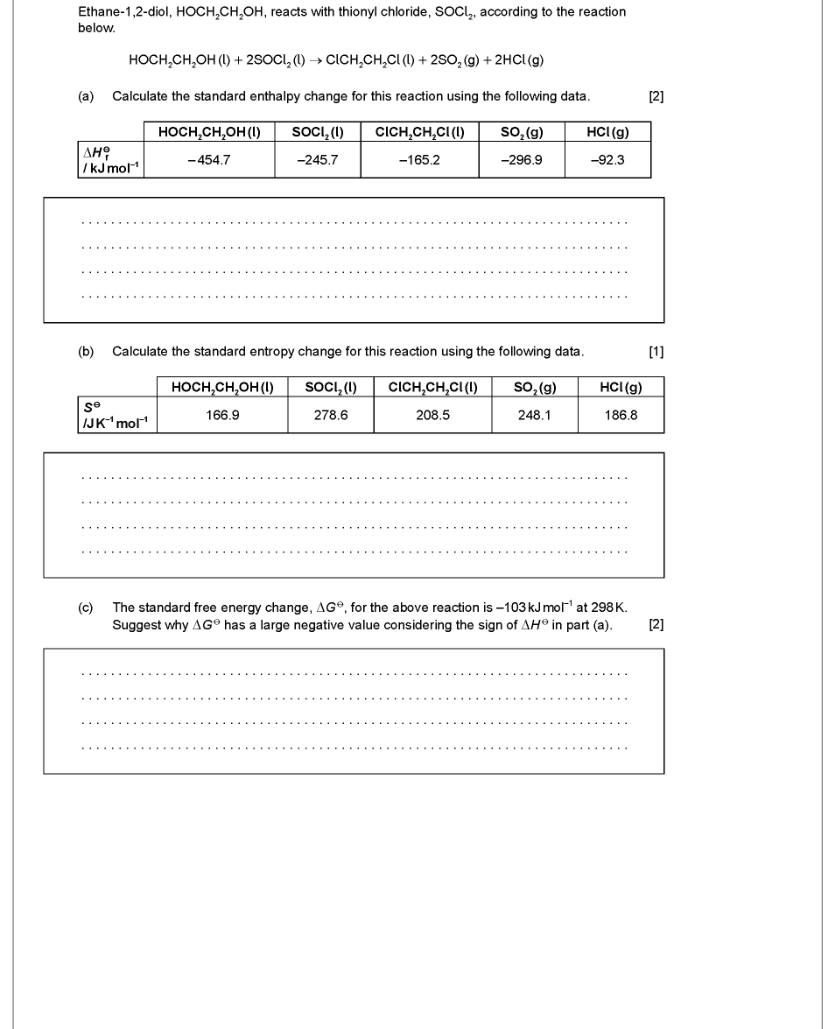 Ethane-1,2-diol, HOCH₂CH₂OH, reacts with thionyl chloride, SOCl₂, according to the reaction
below.
HOCH₂CH₂OH (l) + 2SOCl₂ (l) → ClCH₂CH₂Cl (l) + 2SO₂ (g) + 2HCl (g)
(a) Calculate the standard enthalpy change for this reaction using the following data. [2]
HOCH₂CH₂OH (l) SOCl₂ (l) ClCH₂CH₂Cl (l) SO₂ (g) HCl (g)
ΔH_f^⊖ / kJ mol⁻¹ –454.7 –245.7 –165.2 –296.9 –92.3
(b) Calculate the standard entropy change for this reaction using the following data. [1]
HOCH₂CH₂OH (l) SOCl₂ (l) ClCH₂CH₂Cl (l) SO₂ (g) HCl (g)
S^⊖ /J K⁻¹ mol⁻¹ 166.9 278.6 208.5 248.1 186.8
(c) The standard free energy change, ΔG^⊖, for the above reaction is –103 kJ mol⁻¹ at 298 K.
Suggest why ΔG^⊖ has a large negative value considering the sign of ΔH^⊖ in part (a). [2]